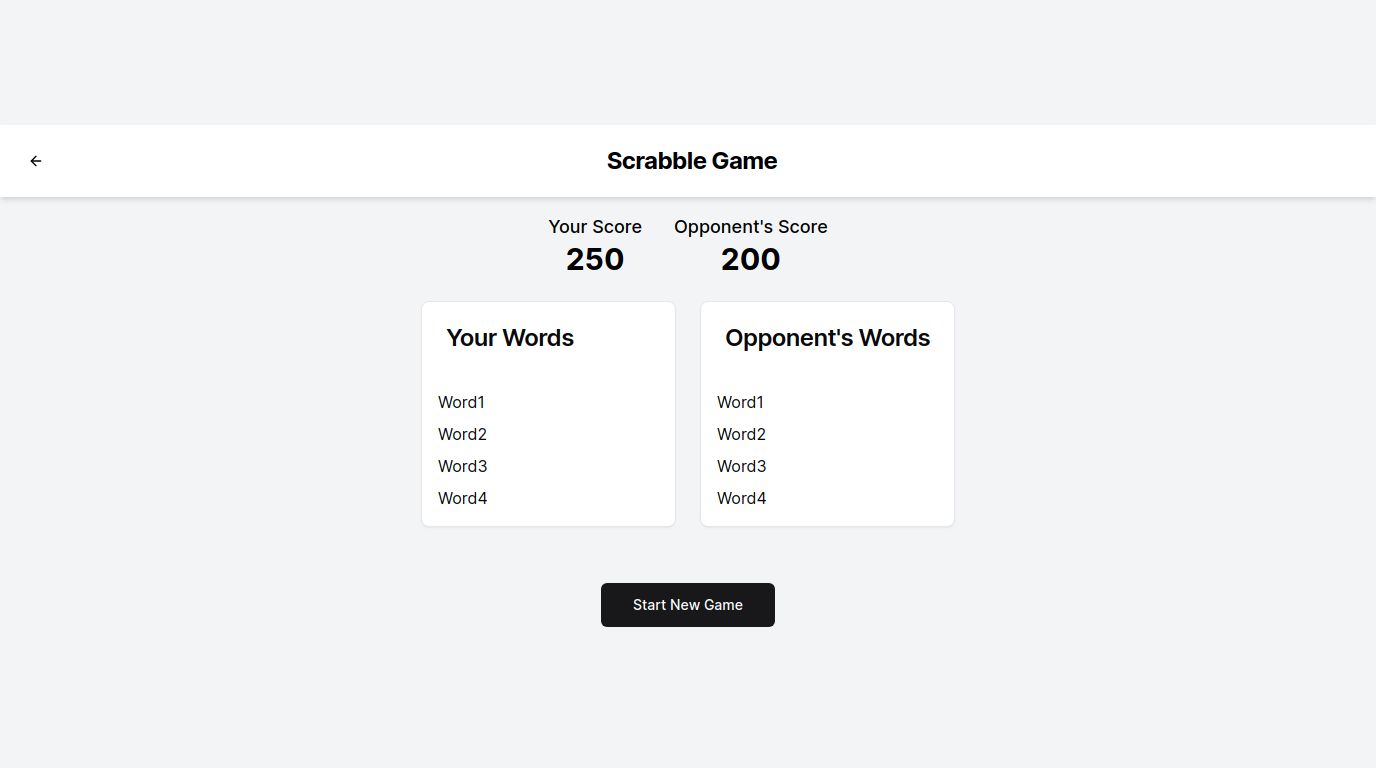 Scrabble Game
Your Score
250
Opponent's Score
200
Your Words
Word1
Word2
Word3
Word4
Opponent's Words
Word1
Word2
Word3
Word4
Start New Game